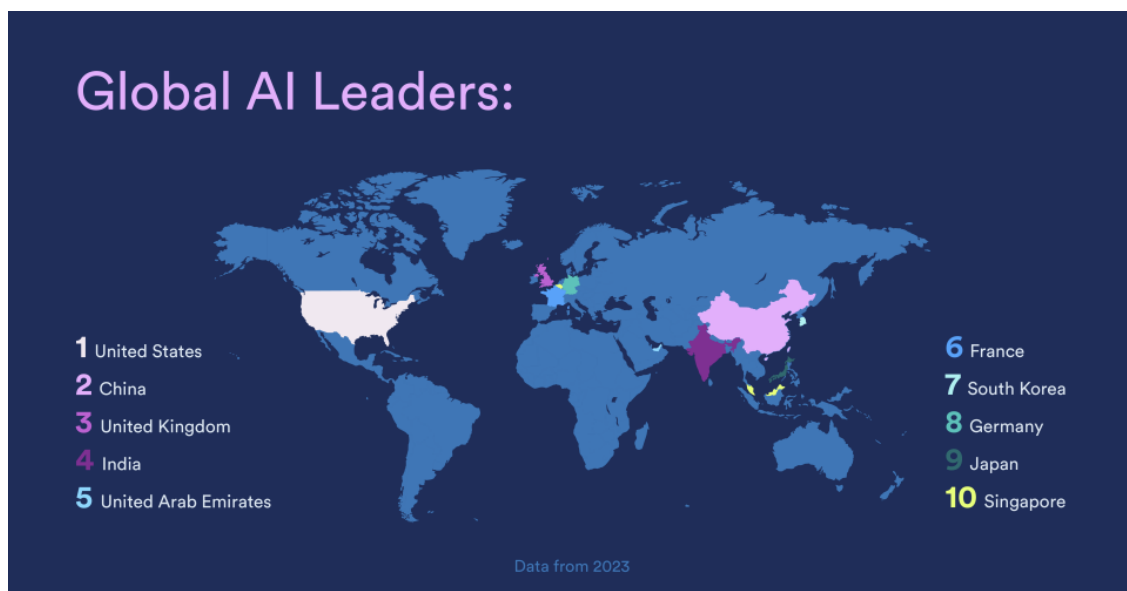 Global AI Leaders:
1 United States
2 China
3 United Kingdom
4 India
5 United Arab Emirates
6 France
7 South Korea
8 Germany
9 Japan
10 Singapore
Data from 2023